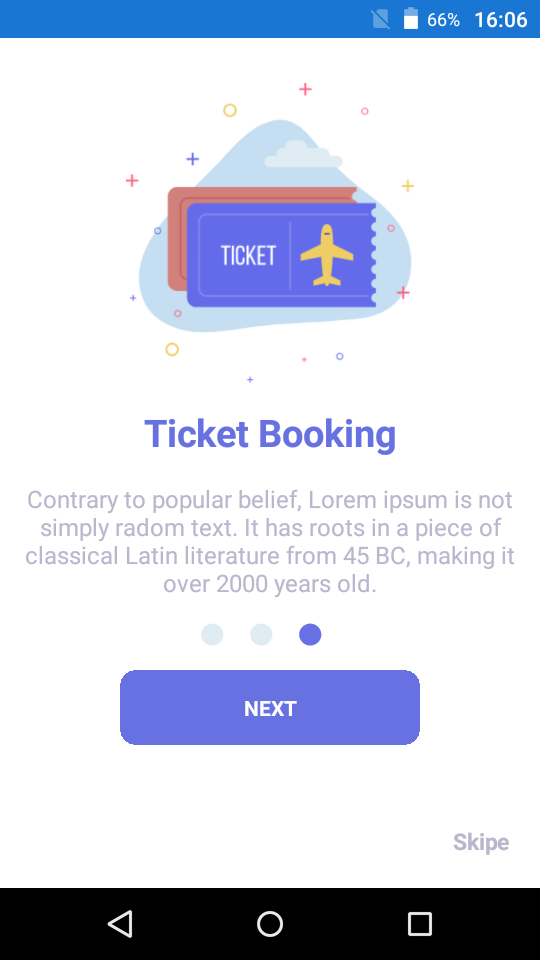 66% 16:06
TICKET
Ticket Booking
Contrary to popular belief, Lorem ipsum is not
simply radom text. It has roots in a piece of
classical Latin literature from 45 BC, making it
over 2000 years old.
NEXT
Skipe